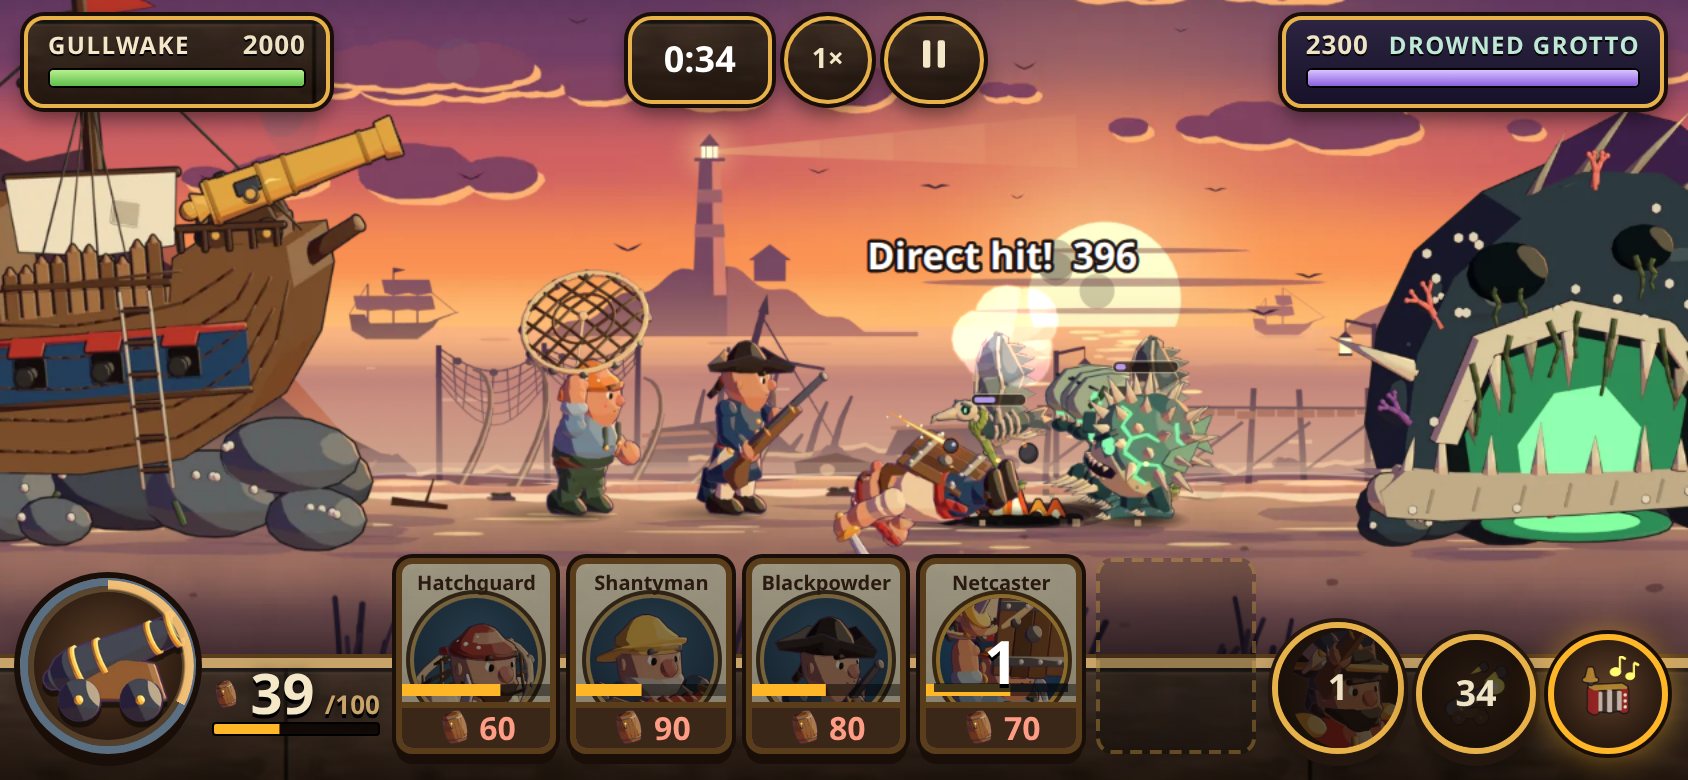 GULLWAKE 2000
0:34
1×
2300 DROWNED GROTTO
Direct hit! 396
39 /100
Hatchguard
60
Shantyman
90
Blackpowder
80
Netcaster
1
70
1
34